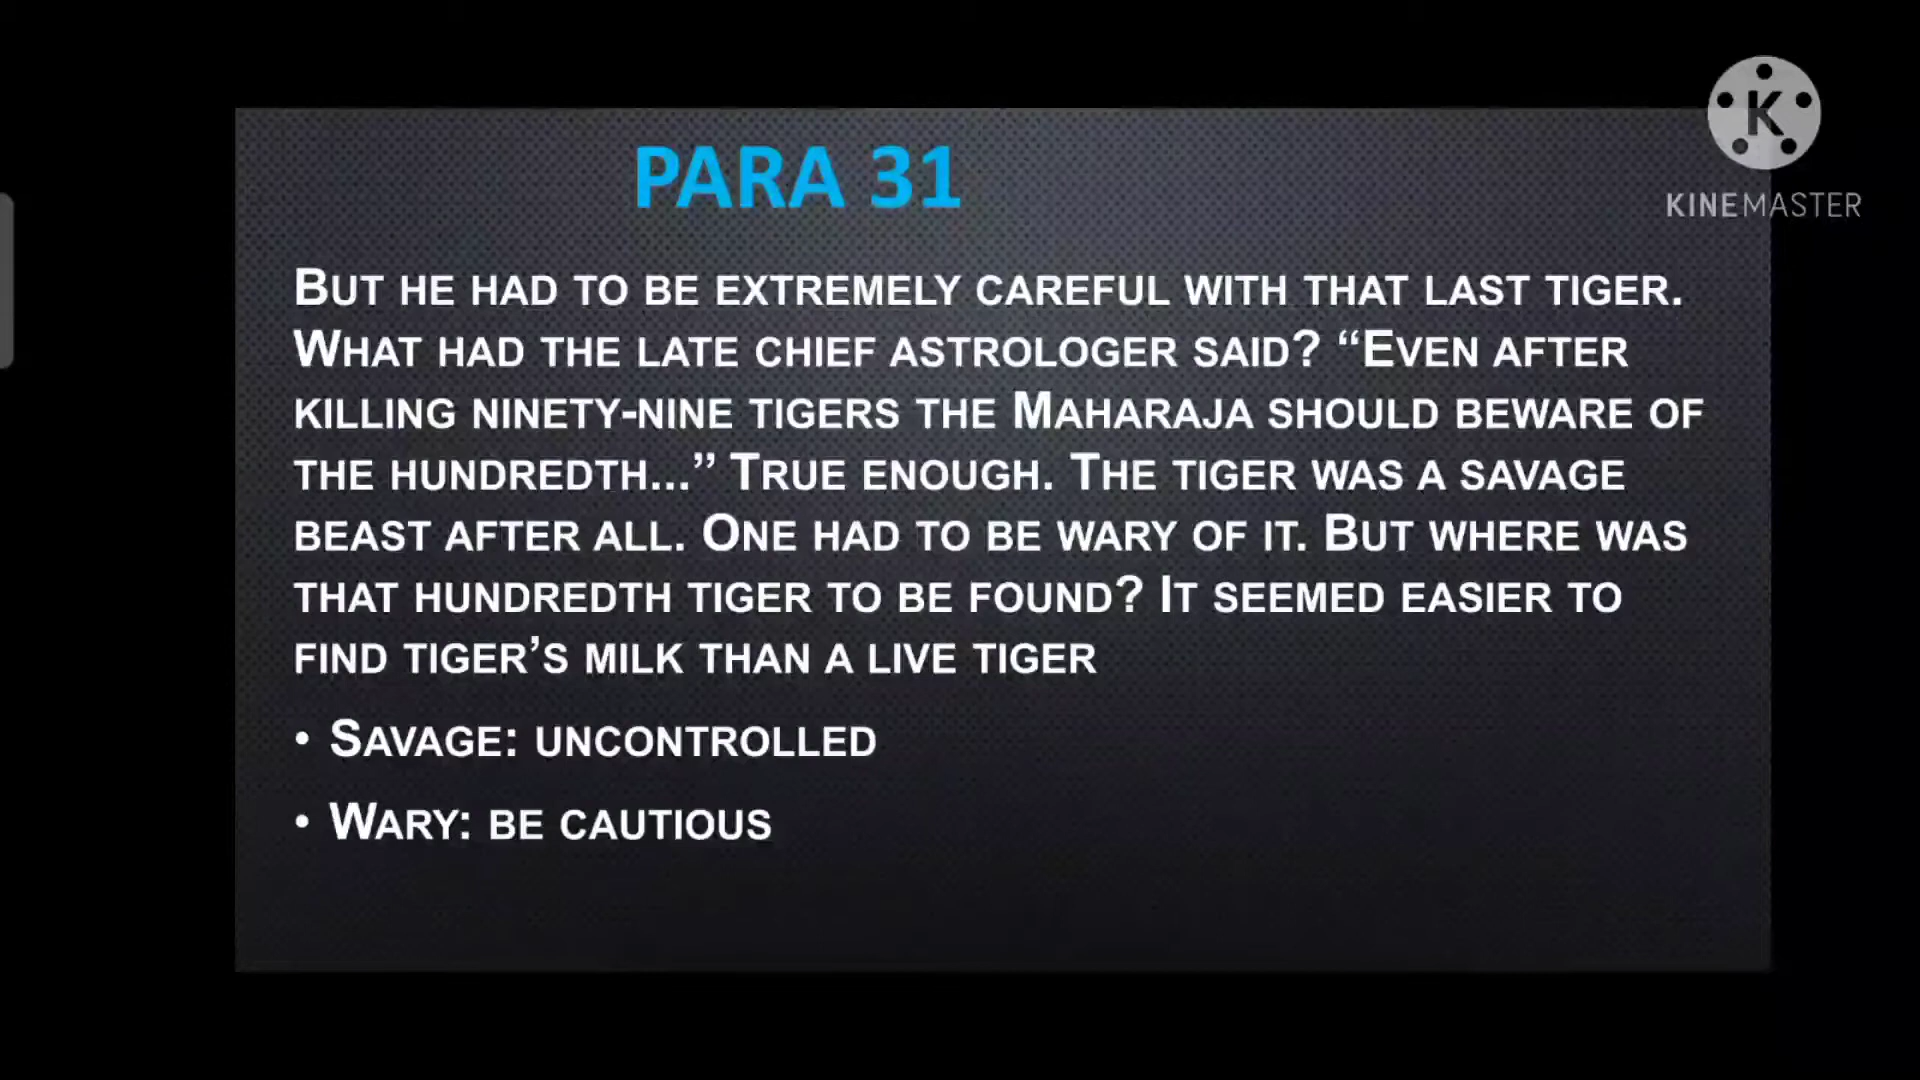 PARA 31
K
KINEMASTER
BUT HE HAD TO BE EXTREMELY CAREFUL WITH THAT LAST TIGER.
WHAT HAD THE LATE CHIEF ASTROLOGER SAID? “EVEN AFTER
KILLING NINETY-NINE TIGERS THE MAHARAJA SHOULD BEWARE OF
THE HUNDREDTH...” TRUE ENOUGH. THE TIGER WAS A SAVAGE
BEAST AFTER ALL. ONE HAD TO BE WARY OF IT. BUT WHERE WAS
THAT HUNDREDTH TIGER TO BE FOUND? IT SEEMED EASIER TO
FIND TIGER’S MILK THAN A LIVE TIGER
• SAVAGE: UNCONTROLLED
• WARY: BE CAUTIOUS